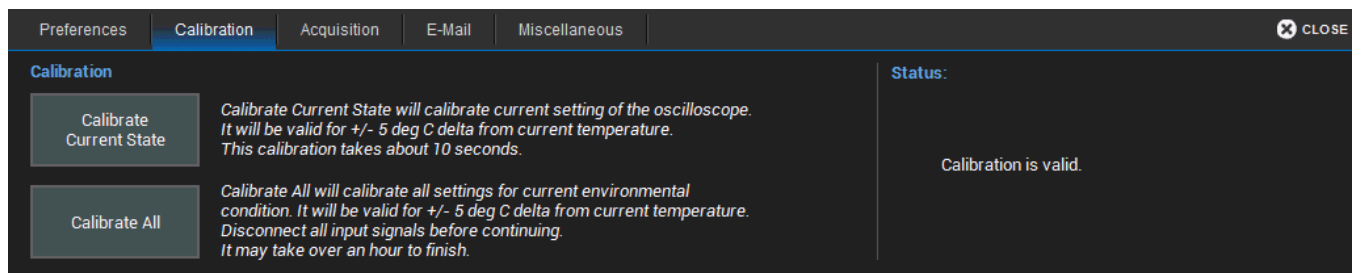 Preferences
Calibration
Acquisition
E-Mail
Miscellaneous
CLOSE
Calibration
Calibrate
Current State
Calibrate Current State will calibrate current setting of the oscilloscope.
It will be valid for +/- 5 deg C delta from current temperature.
This calibration takes about 10 seconds.
Calibrate All
Calibrate All will calibrate all settings for current environmental
condition. It will be valid for +/- 5 deg C delta from current temperature.
Disconnect all input signals before continuing.
It may take over an hour to finish.
Status:
Calibration is valid.